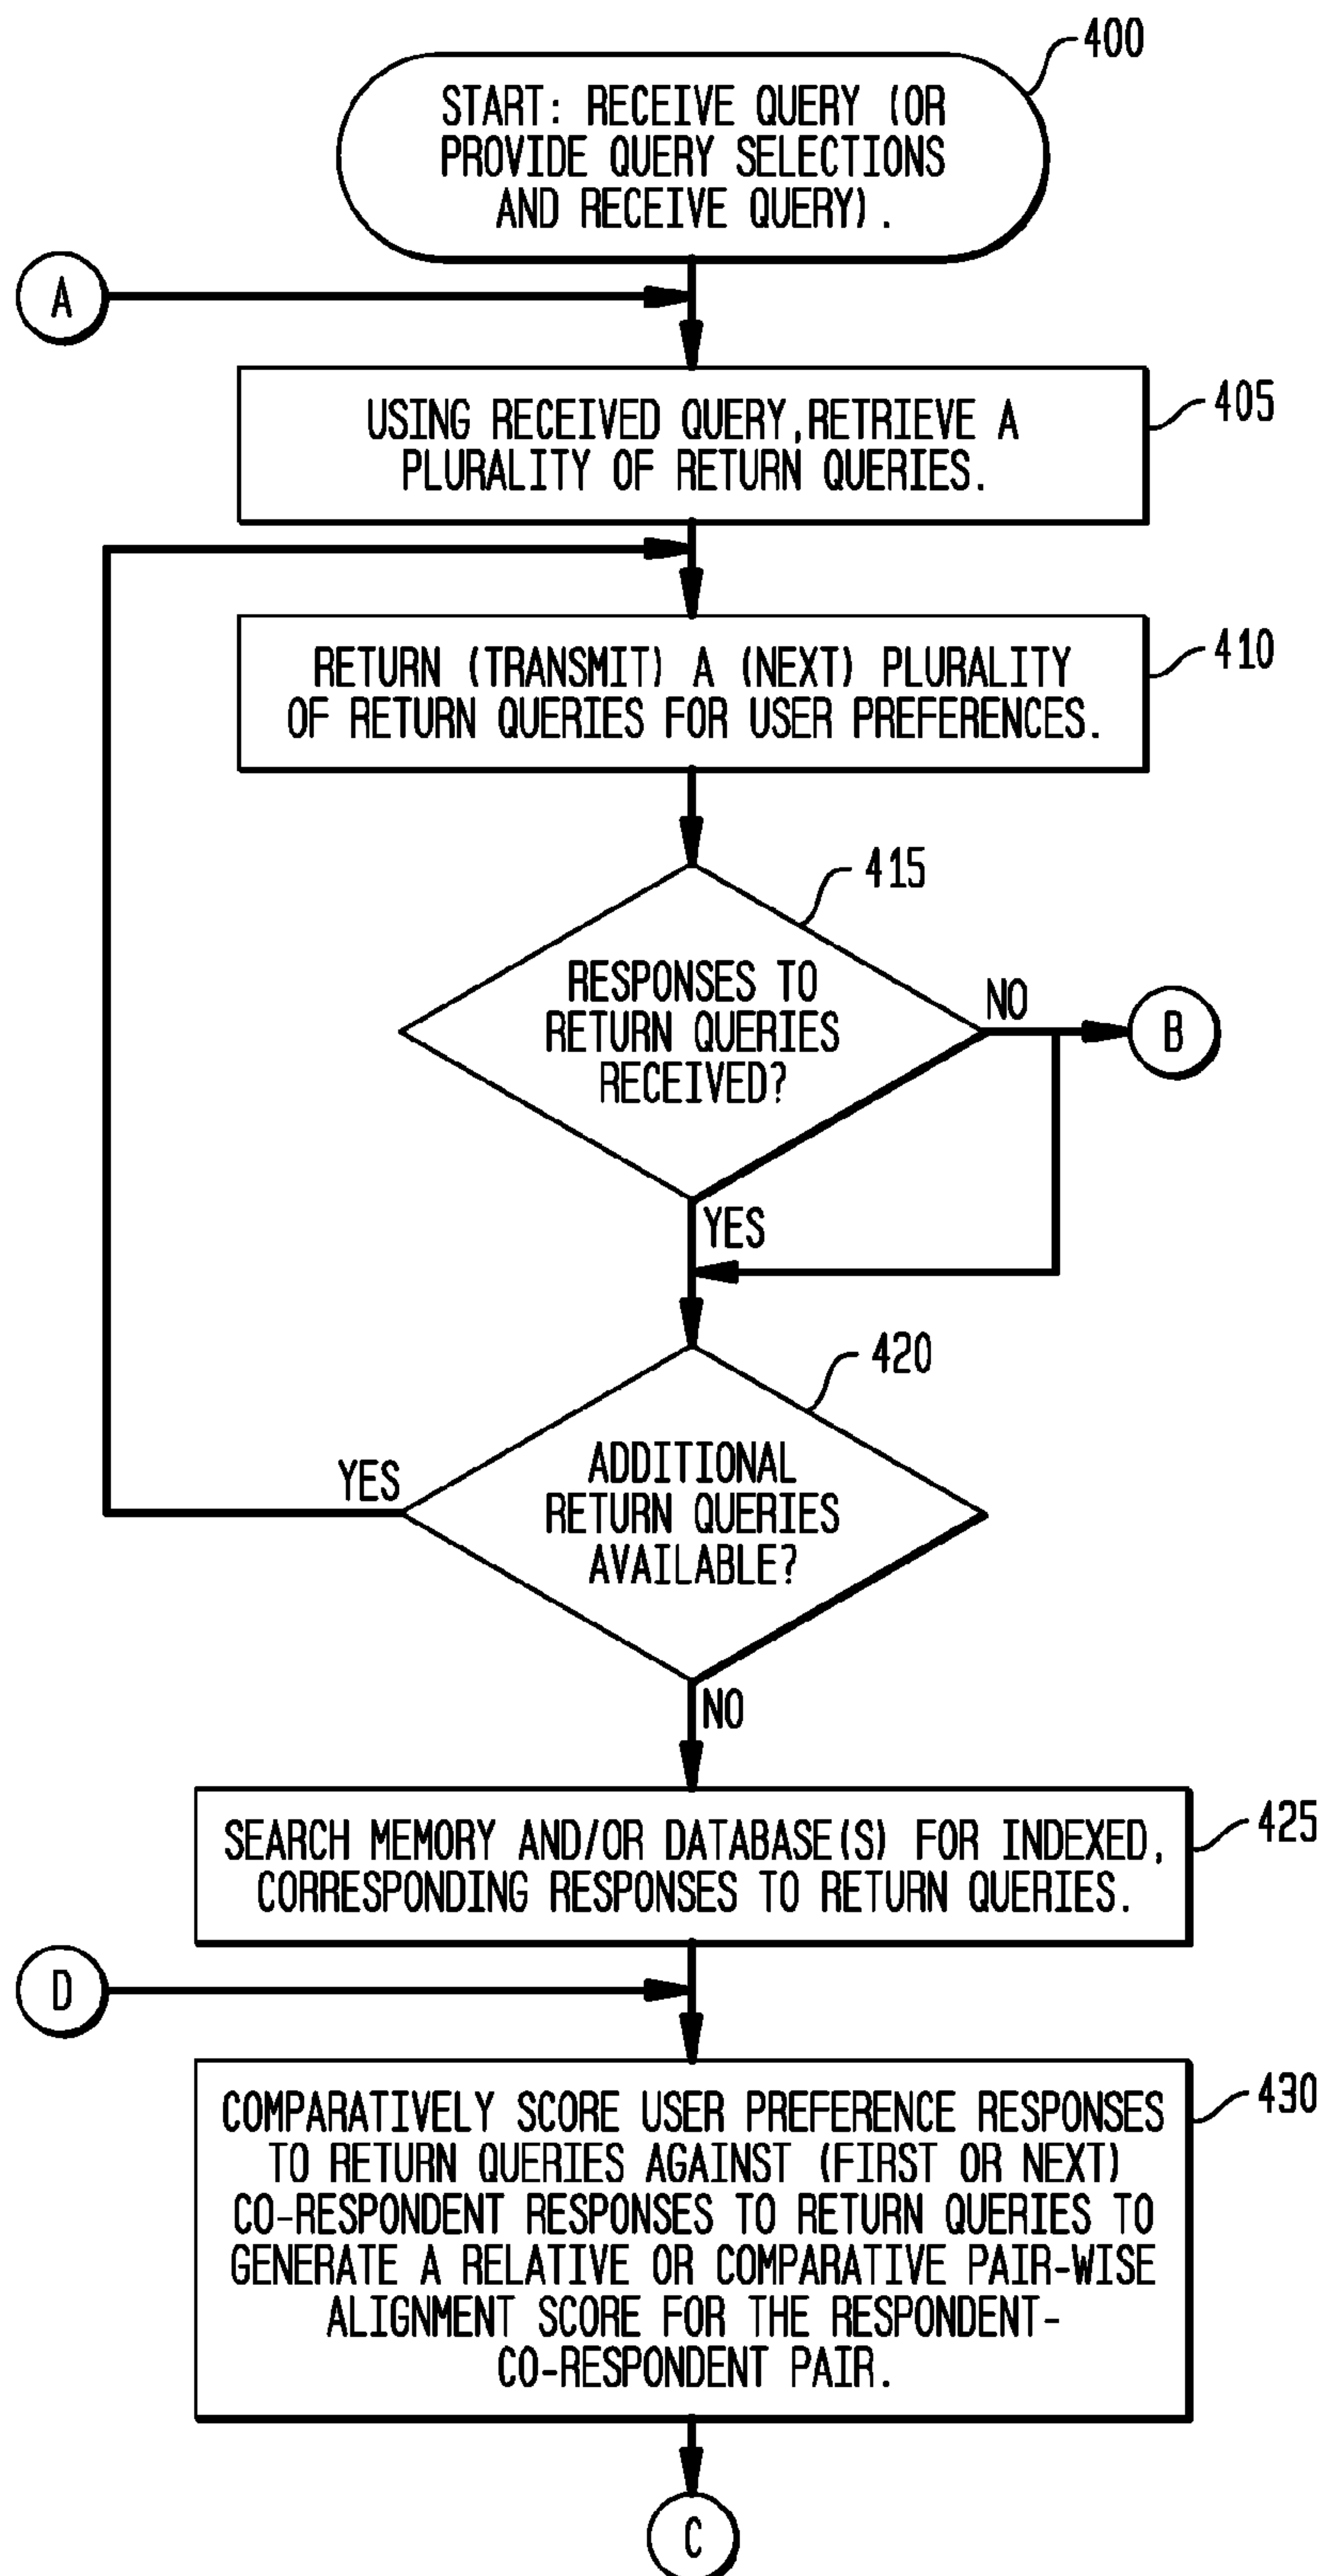 400
START: RECEIVE QUERY (OR
PROVIDE QUERY SELECTIONS
AND RECEIVE QUERY).
A
405
USING RECEIVED QUERY,RETRIEVE A
PLURALITY OF RETURN QUERIES.
410
RETURN (TRANSMIT) A (NEXT) PLURALITY
OF RETURN QUERIES FOR USER PREFERENCES.
415
RESPONSES TO
RETURN QUERIES
RECEIVED?
NO
B
YES
420
ADDITIONAL
RETURN QUERIES
AVAILABLE?
YES
NO
425
SEARCH MEMORY AND/OR DATABASE(S) FOR INDEXED,
CORRESPONDING RESPONSES TO RETURN QUERIES.
D
430
COMPARATIVELY SCORE USER PREFERENCE RESPONSES
TO RETURN QUERIES AGAINST (FIRST OR NEXT)
CO-RESPONDENT RESPONSES TO RETURN QUERIES TO
GENERATE A RELATIVE OR COMPARATIVE PAIR-WISE
ALIGNMENT SCORE FOR THE RESPONDENT-
CO-RESPONDENT PAIR.
C